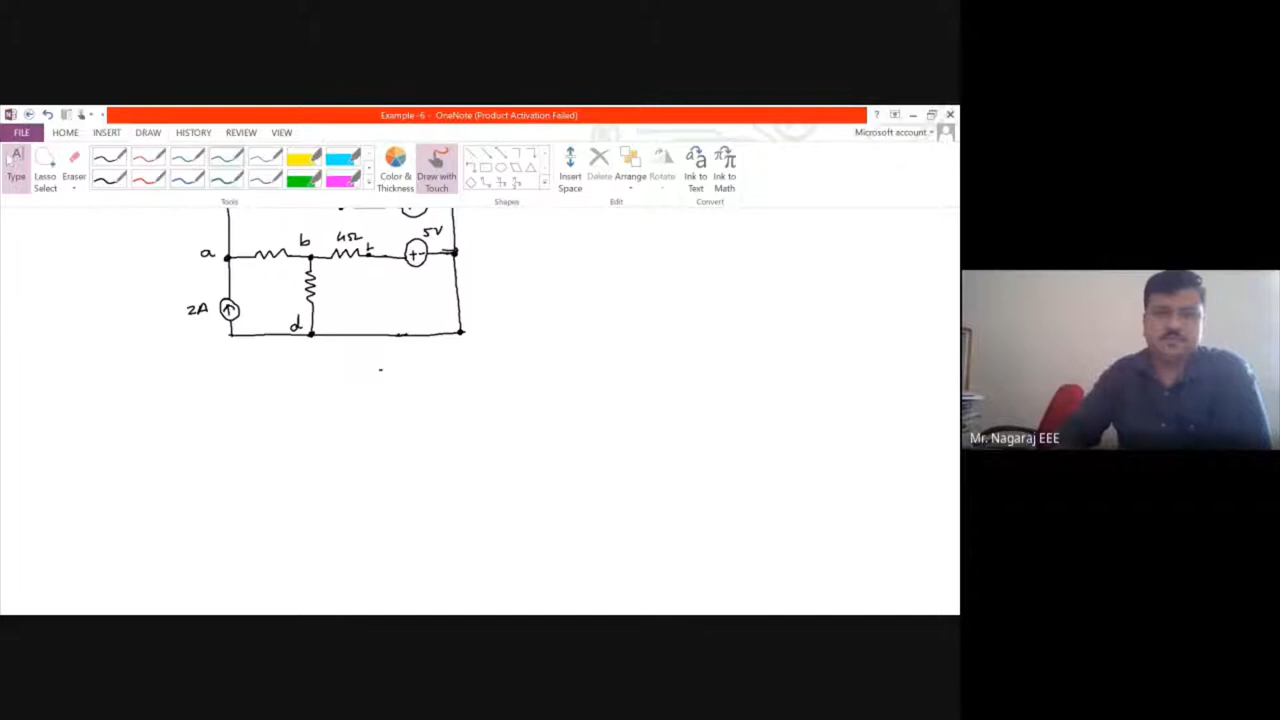 Example -6 - OneNote (Product Activation Failed)
FILE HOME INSERT DRAW HISTORY REVIEW VIEW
Microsoft account
Type
Lasso Select
Eraser
Color & Thickness
Draw with Touch
Insert Space
Delete
Arrange
Rotate
Ink to Text
Ink to Math
Tools
Shapes
Edit
Convert
5V
4Ω
b
a
2A
d
Mr. Nagaraj EEE